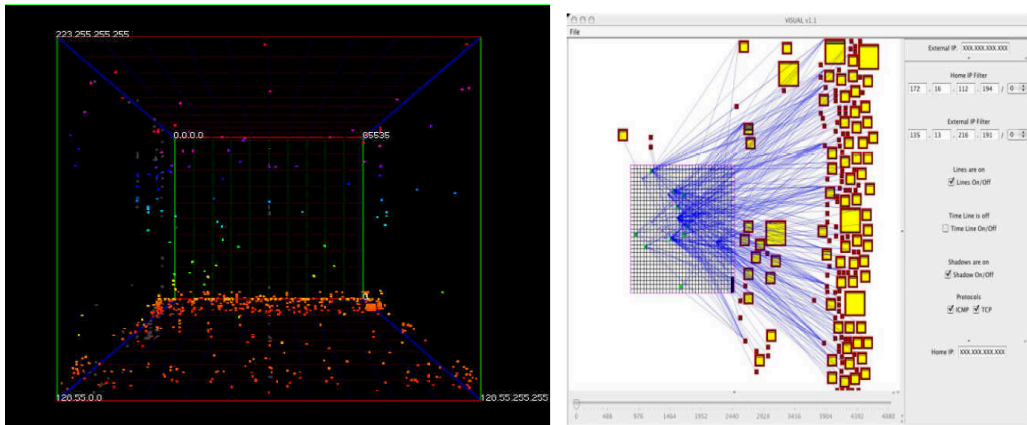 223.255.255.255
0.0.0.0
65535
120.55.0.0
120.55.255.255
VISUAL v1.1
File
External IP: XXX.XXX.XXX.XXX
Home IP Filter
172 . 16 . 112 . 194 / 0
External IP Filter
135 . 13 . 216 . 191 / 0
Lines are on
Lines On/Off
Time Line is off
Time Line On/Off
Shadows are on
Shadow On/Off
Protocols
ICMP TCP
Home IP: XXX.XXX.XXX.XXX
0 488 976 1464 1952 2440 2928 3416 3904 4392 4880